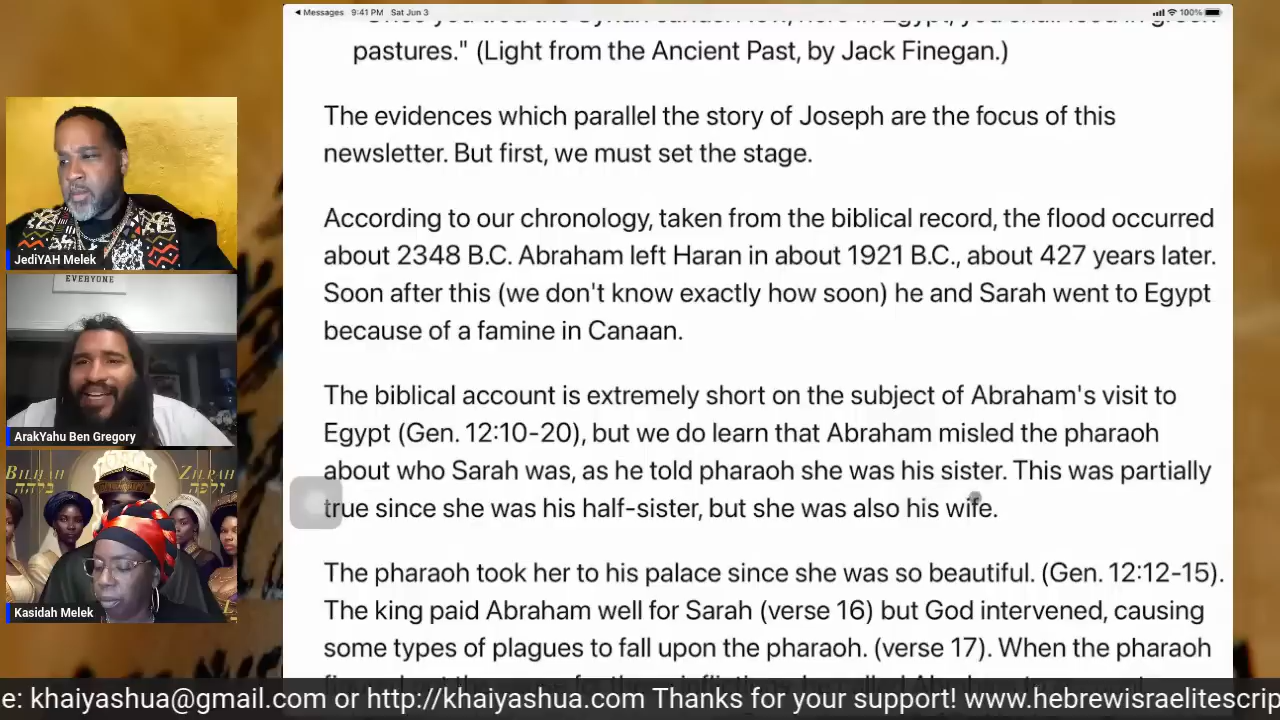 Messages 9:41 PM Sat Jun 3
100%
pastures." (Light from the Ancient Past, by Jack Finegan.)
The evidences which parallel the story of Joseph are the focus of this
newsletter. But first, we must set the stage.
According to our chronology, taken from the biblical record, the flood occurred
about 2348 B.C. Abraham left Haran in about 1921 B.C., about 427 years later.
Soon after this (we don't know exactly how soon) he and Sarah went to Egypt
because of a famine in Canaan.
The biblical account is extremely short on the subject of Abraham's visit to
Egypt (Gen. 12:10-20), but we do learn that Abraham misled the pharaoh
about who Sarah was, as he told pharaoh she was his sister. This was partially
true since she was his half-sister, but she was also his wife.
The pharaoh took her to his palace since she was so beautiful. (Gen. 12:12-15).
The king paid Abraham well for Sarah (verse 16) but God intervened, causing
some types of plagues to fall upon the pharaoh. (verse 17). When the pharaoh
JediYAH Melek
EVERYONE
ArakYahu Ben Gregory
BILHAH ZILPAH
בלהה זלפה
Kasidah Melek
e: khaiyashua@gmail.com or http://khaiyashua.com Thanks for your support! www.hebrewisraelitescrip